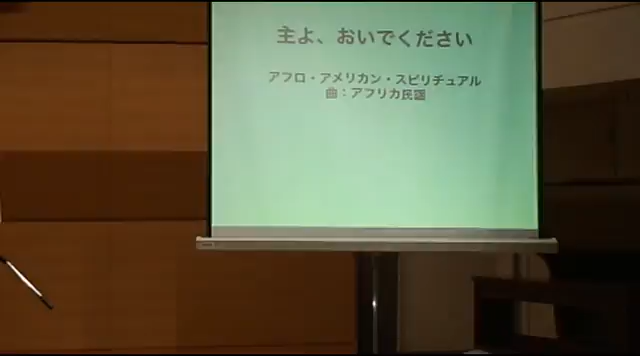 主よ、おいでください
アフロ・アメリカン・スピリチュアル
曲：アフリカ民謡